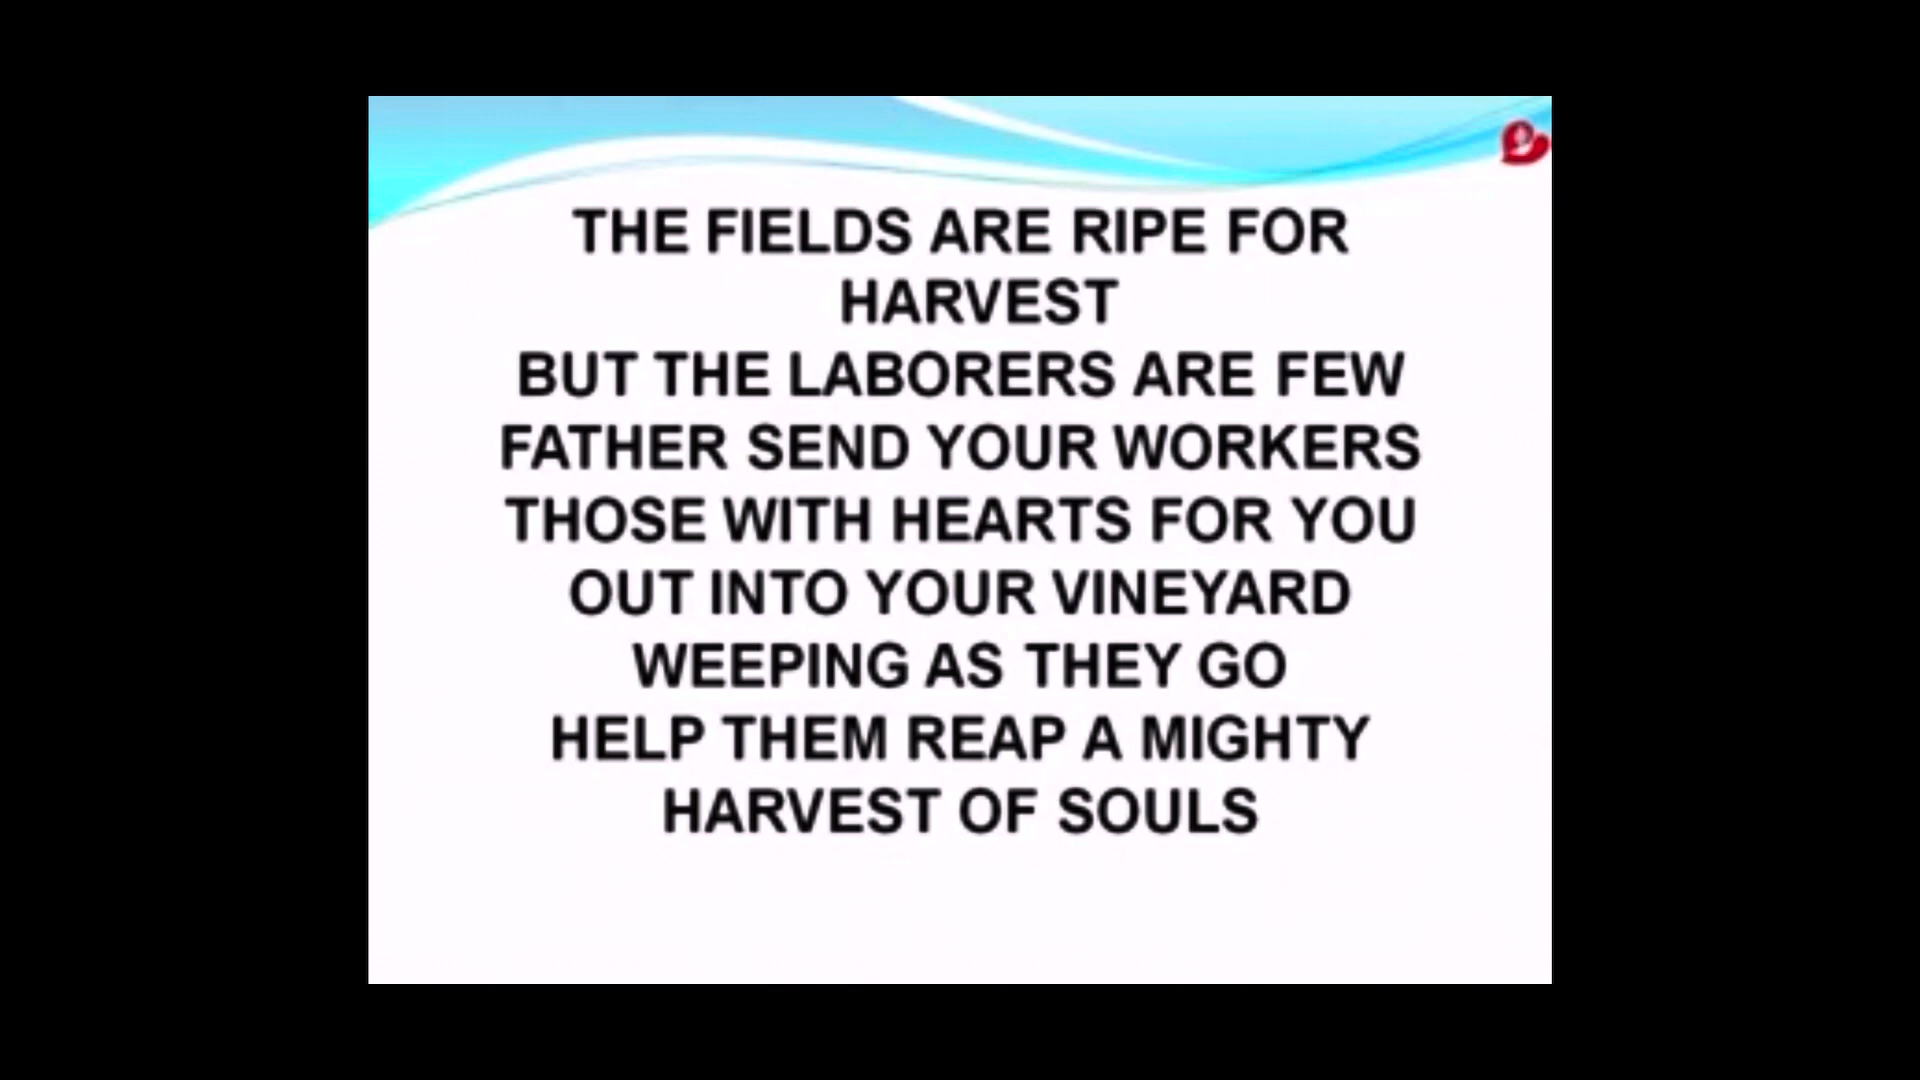 THE FIELDS ARE RIPE FOR
HARVEST
BUT THE LABORERS ARE FEW
FATHER SEND YOUR WORKERS
THOSE WITH HEARTS FOR YOU
OUT INTO YOUR VINEYARD
WEEPING AS THEY GO
HELP THEM REAP A MIGHTY
HARVEST OF SOULS